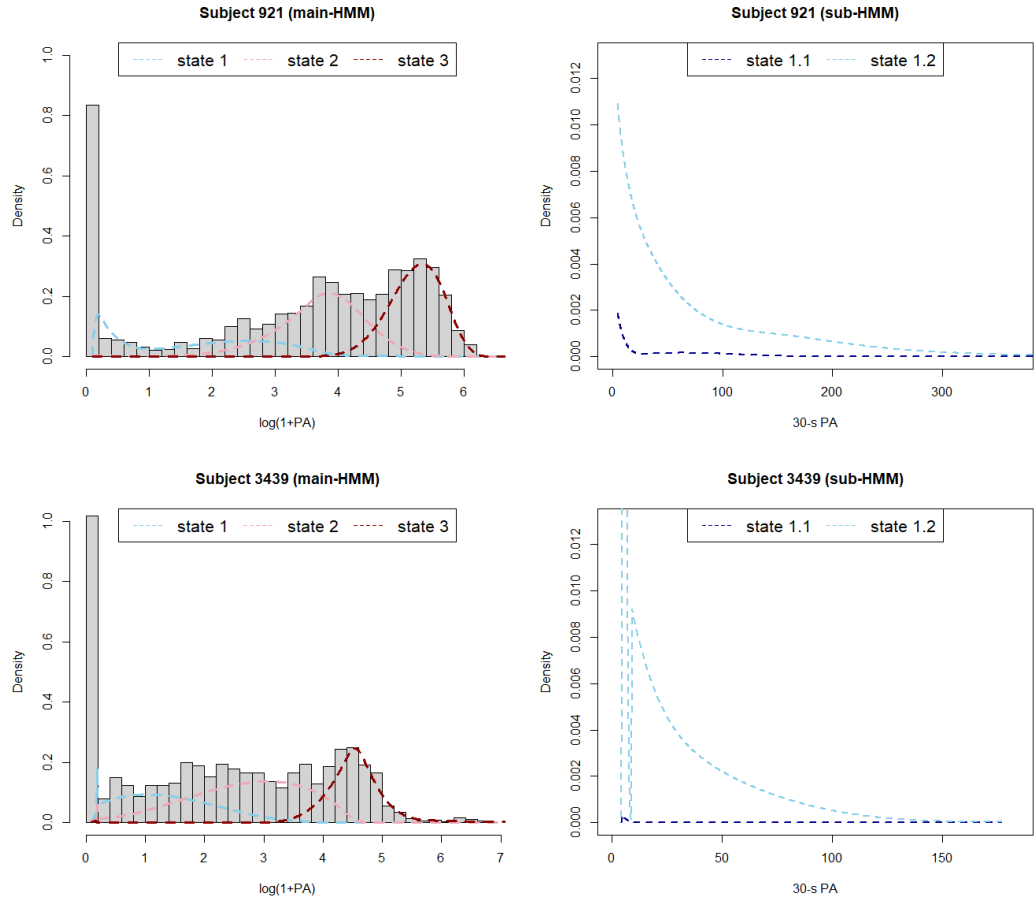 Subject 921 (main-HMM)
state 1 state 2 state 3
Density
0.0 0.2 0.4 0.6 0.8 1.0
0 1 2 3 4 5 6
log(1+PA)
Subject 921 (sub-HMM)
state 1.1 state 1.2
Density
0.000 0.002 0.004 0.006 0.008 0.010 0.012
0 100 200 300
30-s PA
Subject 3439 (main-HMM)
state 1 state 2 state 3
Density
0.0 0.2 0.4 0.6 0.8 1.0
0 1 2 3 4 5 6 7
log(1+PA)
Subject 3439 (sub-HMM)
state 1.1 state 1.2
Density
0.000 0.002 0.004 0.006 0.008 0.010 0.012
0 50 100 150
30-s PA